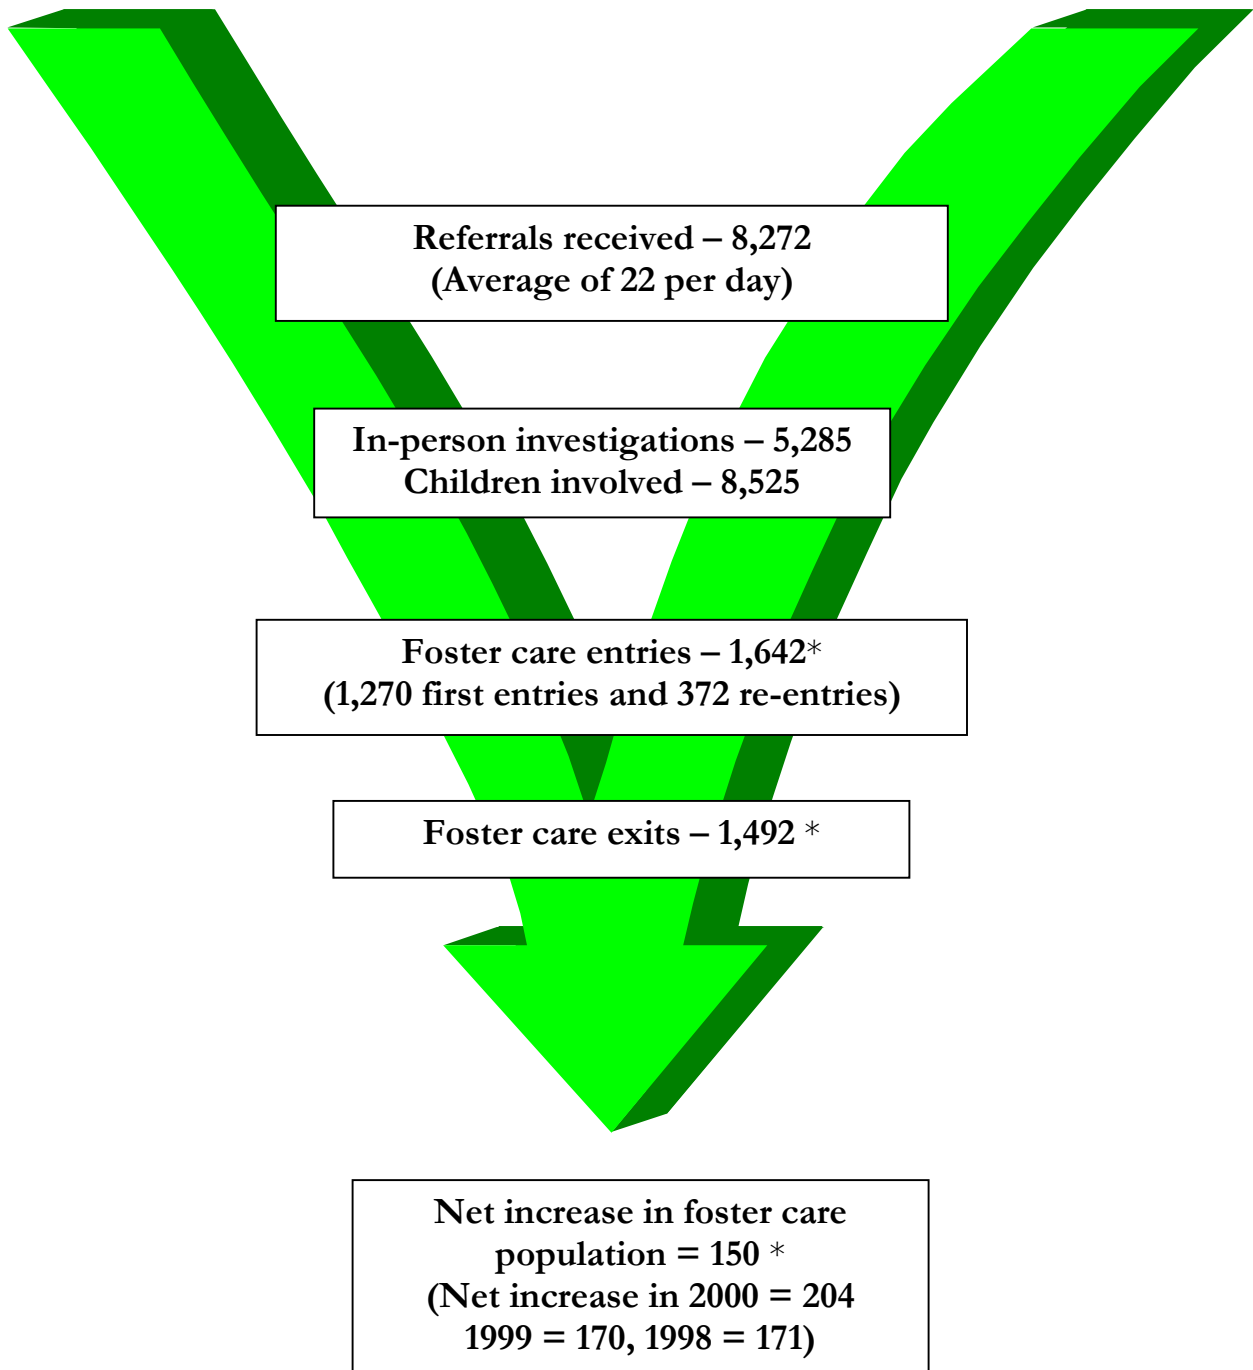 Referrals received – 8,272
(Average of 22 per day)
In-person investigations – 5,285
Children involved – 8,525
Foster care entries – 1,642*
(1,270 first entries and 372 re-entries)
Foster care exits – 1,492 *
Net increase in foster care
population = 150 *
(Net increase in 2000 = 204
1999 = 170, 1998 = 171)